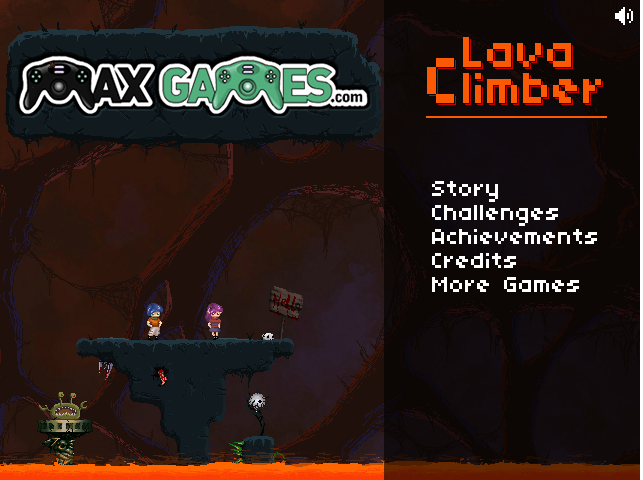 MAX GAMES.com
Lava
Climber
Story
Challenges
Achievements
Credits
More Games